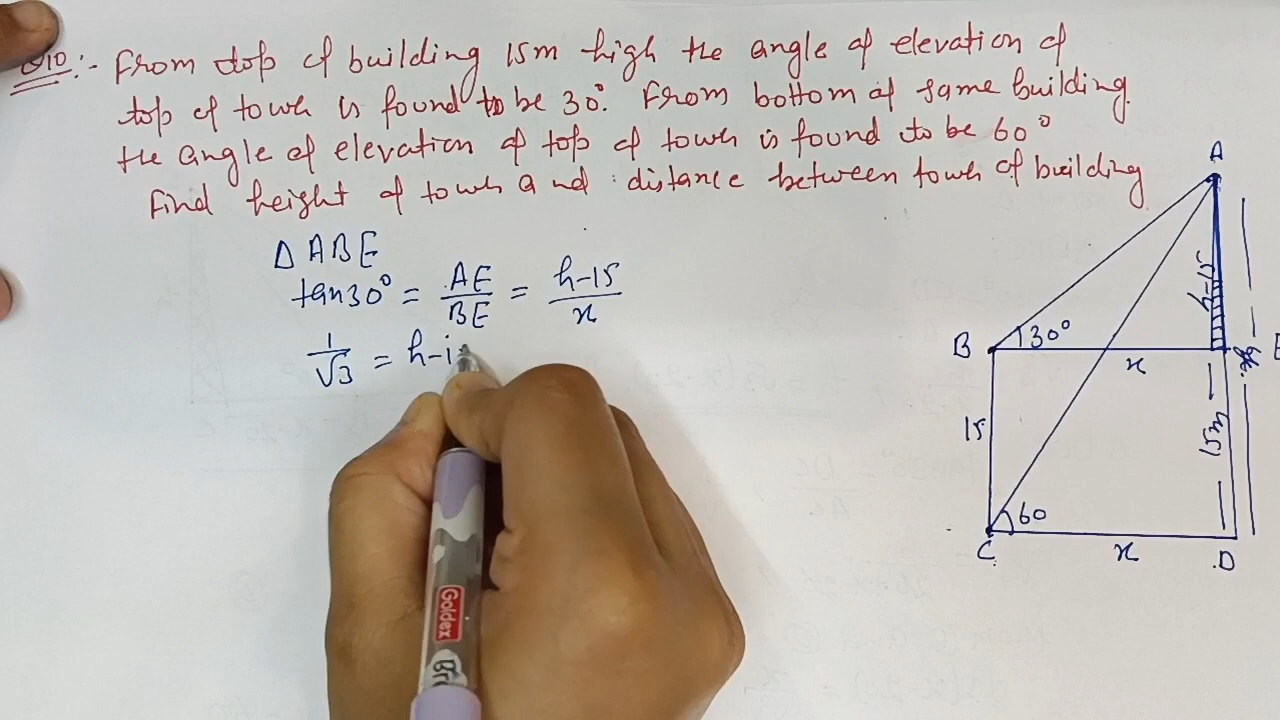 Q10:- From top of building 15m high the angle of elevation of
top of tower is found to be 30°. From bottom of same building
the angle of elevation of top of tower is found to be 60°
Find height of tower and distance between tower of building
Δ ABE
tan30° = AE/BE = h-15/x
1/√3 = h-1
A
h-15
B
30°
x
E
15
15m
60
C
x
D
Goldex